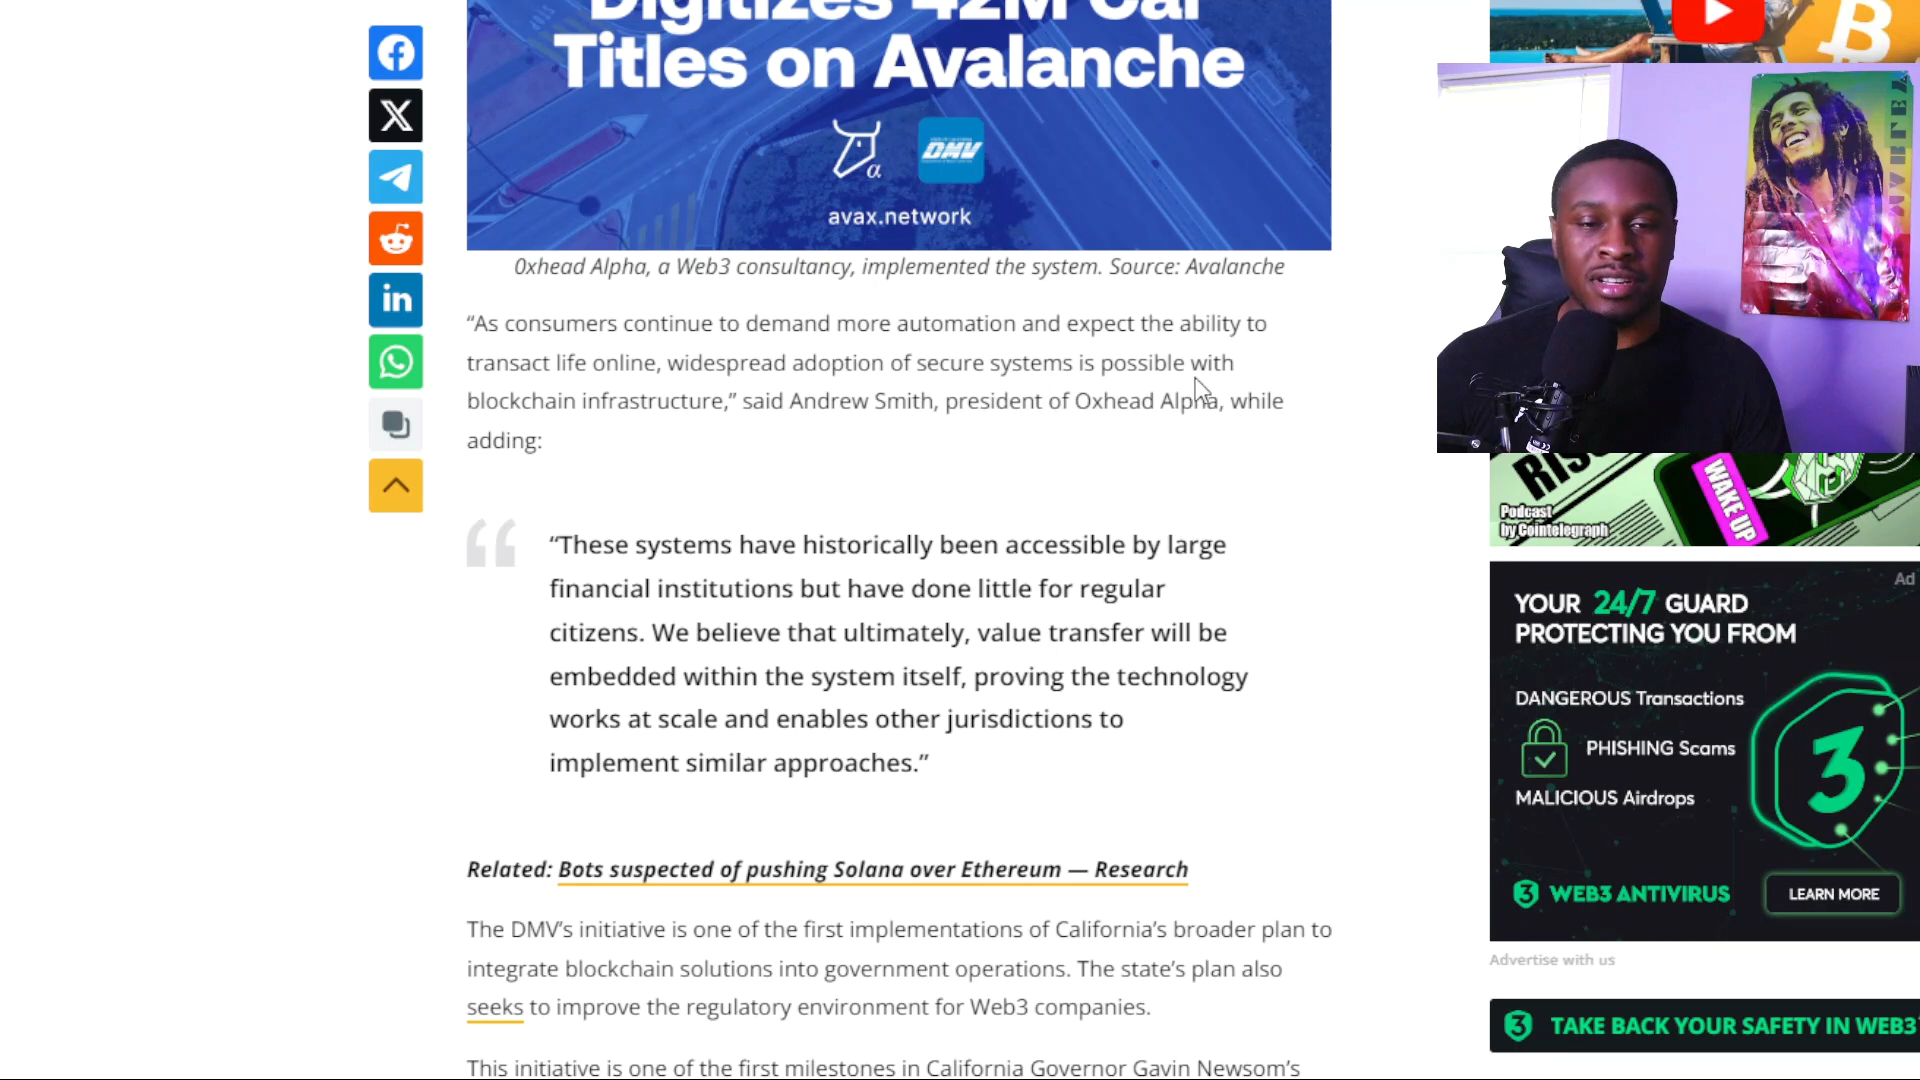 Digitizes 42M Car
Titles on Avalanche
α
DMV
avax.network
0xhead Alpha, a Web3 consultancy, implemented the system. Source: Avalanche
“As consumers continue to demand more automation and expect the ability to
transact life online, widespread adoption of secure systems is possible with
blockchain infrastructure,” said Andrew Smith, president of Oxhead Alpha, while
adding:
“These systems have historically been accessible by large
financial institutions but have done little for regular
citizens. We believe that ultimately, value transfer will be
embedded within the system itself, proving the technology
works at scale and enables other jurisdictions to
implement similar approaches.”
Related: Bots suspected of pushing Solana over Ethereum — Research
The DMV’s initiative is one of the first implementations of California’s broader plan to
integrate blockchain solutions into government operations. The state’s plan also
seeks to improve the regulatory environment for Web3 companies.
This initiative is one of the first milestones in California Governor Gavin Newsom’s
WAKE UP
Podcast
by Cointelegraph
Ad
YOUR 24/7 GUARD
PROTECTING YOU FROM
DANGEROUS Transactions
PHISHING Scams
MALICIOUS Airdrops
3
3 WEB3 ANTIVIRUS
LEARN MORE
Advertise with us
3 TAKE BACK YOUR SAFETY IN WEB3